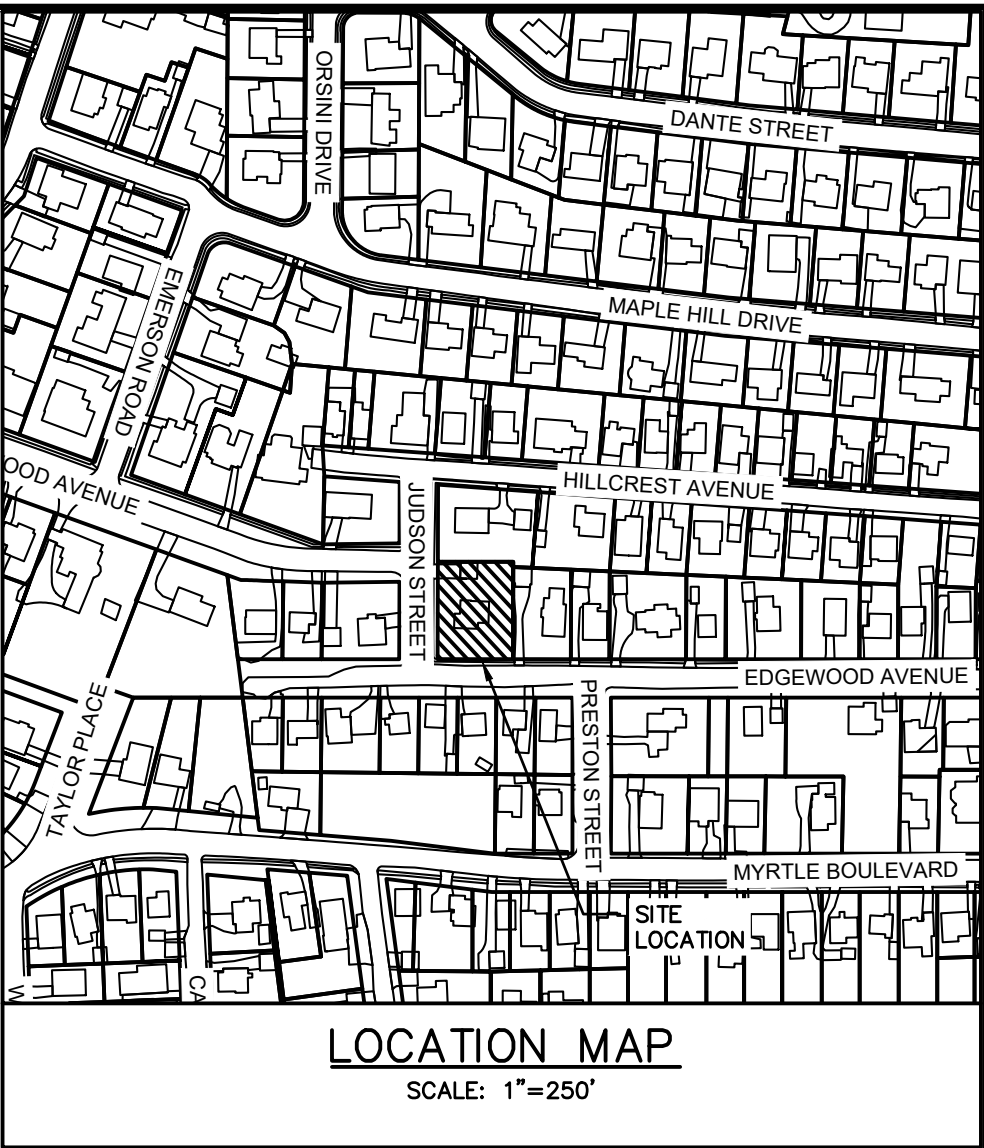 ORSINI DRIVE
DANTE STREET
EMERSON ROAD
MAPLE HILL DRIVE
OOD AVENUE
HILLCREST AVENUE
JUDSON STREET
EDGEWOOD AVENUE
TAYLOR PLACE
PRESTON STREET
MYRTLE BOULEVARD
SITE
LOCATION
W
CA
LOCATION MAP
SCALE: 1"=250'